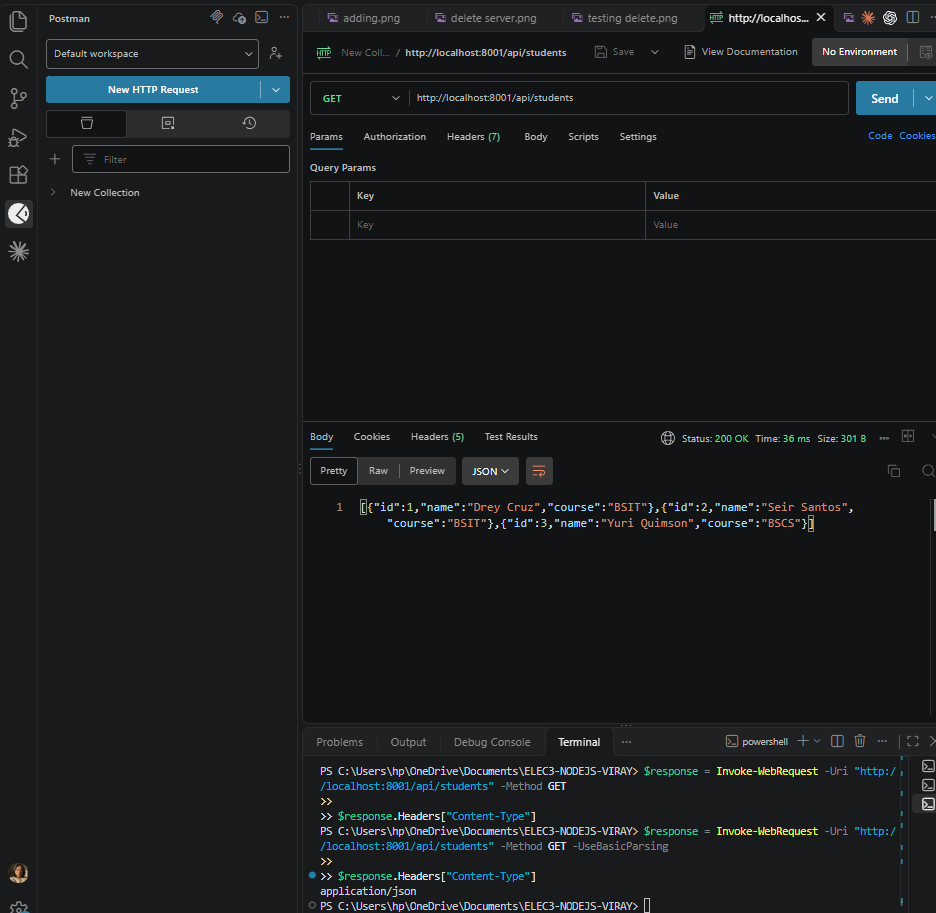 Postman
Default workspace
New HTTP Request
Filter
New Collection
adding.png
delete server.png
testing delete.png
http://localhos...
HTTP New Coll... / http://localhost:8001/api/students
Save
View Documentation
No Environment
GET
http://localhost:8001/api/students
Send
Params
Authorization
Headers (7)
Body
Scripts
Settings
Code
Cookies
Query Params
Key
Value
Key
Value
Body
Cookies
Headers (5)
Test Results
Status: 200 OK Time: 36 ms Size: 301 B
Pretty
Raw
Preview
JSON
1 [{"id":1,"name":"Drey Cruz","course":"BSIT"},{"id":2,"name":"Seir Santos",
"course":"BSIT"},{"id":3,"name":"Yuri Quimson","course":"BSCS"}]
Problems
Output
Debug Console
Terminal
powershell
PS C:\Users\hp\OneDrive\Documents\ELEC3-NODEJS-VIRAY> $response = Invoke-WebRequest -Uri "http:/
/localhost:8001/api/students" -Method GET
>>
>> $response.Headers["Content-Type"]
PS C:\Users\hp\OneDrive\Documents\ELEC3-NODEJS-VIRAY> $response = Invoke-WebRequest -Uri "http:/
/localhost:8001/api/students" -Method GET -UseBasicParsing
>>
>> $response.Headers["Content-Type"]
application/json
PS C:\Users\hp\OneDrive\Documents\ELEC3-NODEJS-VIRAY>